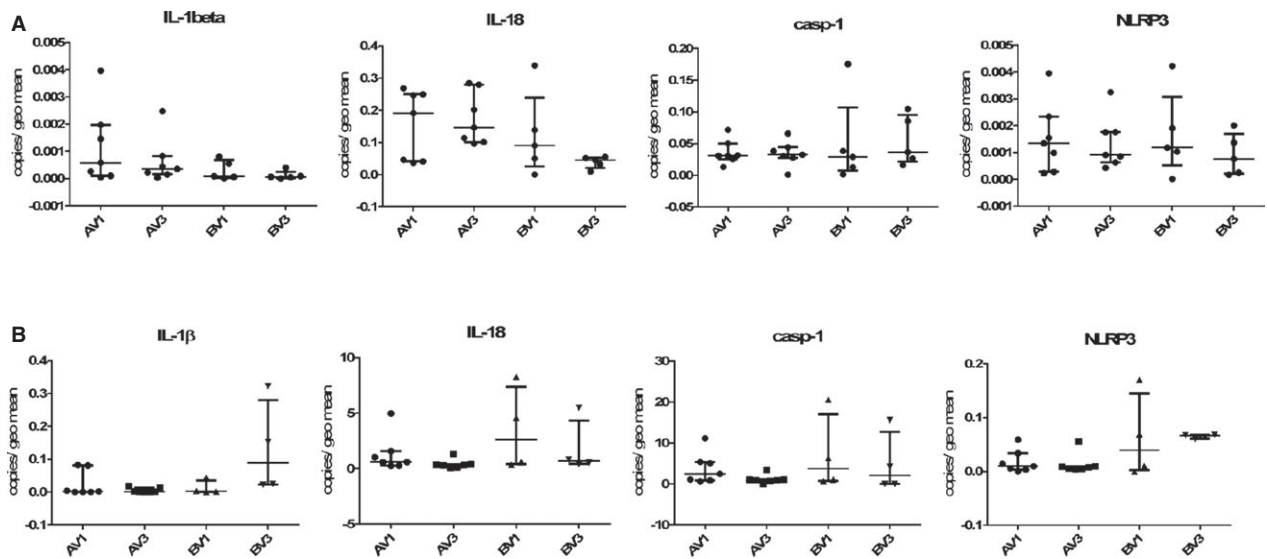 A
IL-1beta
copies/ geo mean
0.005
0.004
0.003
0.002
0.001
0.000
-0.001
AV1
AV3
BV1
BV3
IL-18
copies/ geo mean
0.4
0.3
0.2
0.1
0.0
-0.1
AV1
AV3
BV1
BV3
casp-1
copies/ geo mean
0.20
0.15
0.10
0.05
0.00
-0.05
AV1
AV3
BV1
BV3
NLRP3
copies/ geo mean
0.005
0.004
0.003
0.002
0.001
0.000
-0.001
AV1
AV3
BV1
BV3
B
IL-1β
copies/ geo mean
0.4
0.3
0.2
0.1
0.0
-0.1
AV1
AV3
BV1
BV3
IL-18
copies/ geo mean
10
5
0
-5
AV1
AV3
BV1
BV3
casp-1
copies/ geo mean
30
20
10
0
-10
AV1
AV3
BV1
BV3
NLRP3
copies/ geo mean
0.2
0.1
0.0
-0.1
AV1
AV3
BV1
BV3